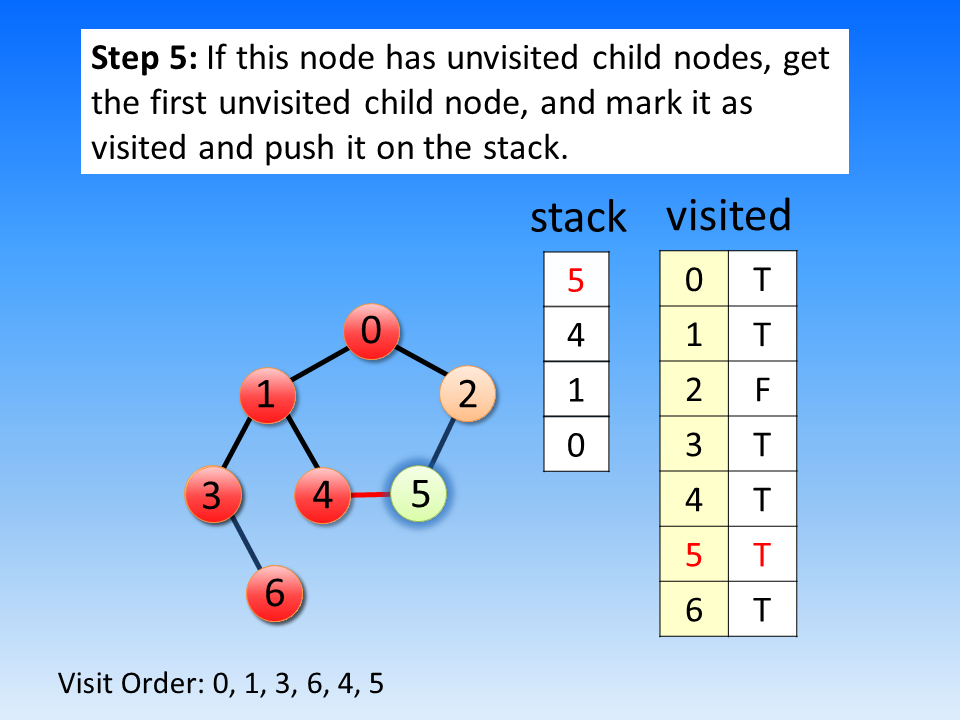 Step 5: If this node has unvisited child nodes, get
the first unvisited child node, and mark it as
visited and push it on the stack.
stack visited
5
4
1
0
0 T
1 T
2 F
3 T
4 T
5 T
6 T
0
1 2
3 4 5
6
Visit Order: 0, 1, 3, 6, 4, 5